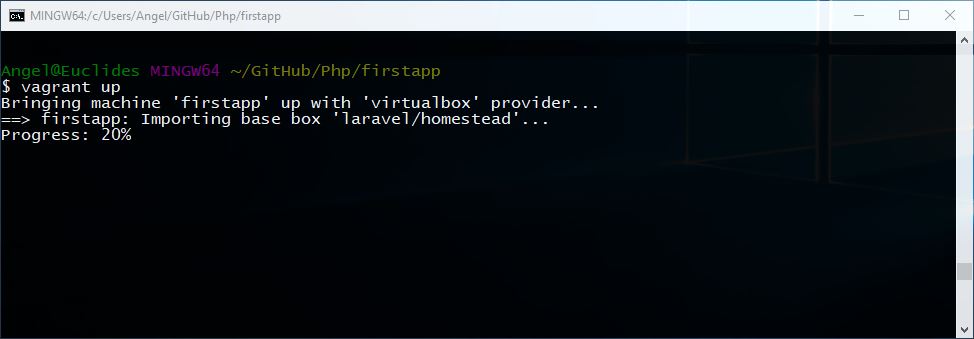 MINGW64:/c/Users/Angel/GitHub/Php/firstapp
Angel@Euclides MINGW64 ~/GitHub/Php/firstapp
$ vagrant up
Bringing machine 'firstapp' up with 'virtualbox' provider...
==> firstapp: Importing base box 'laravel/homestead'...
Progress: 20%